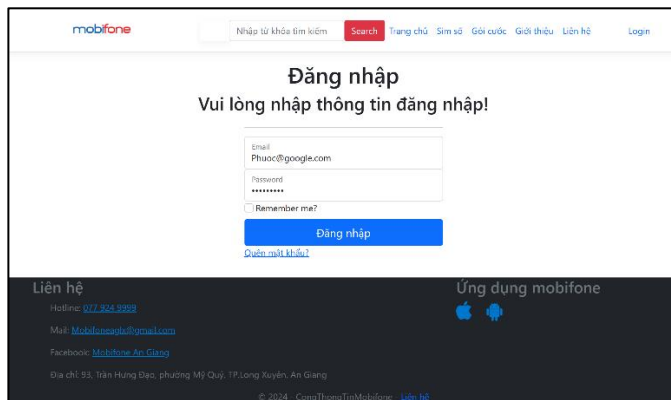 mobifone
Nhập từ khóa tìm kiếm Search Trang chủ Sim số Gói cước Giới thiệu Liên hệ Login
Đăng nhập
Vui lòng nhập thông tin đăng nhập!
Email
Phuoc@google.com
Password
•••••••••
Remember me?
Đăng nhập
Quên mật khẩu?
Liên hệ
Hotline: 077 924 9999
Mail: Mobifoneaglx@gmail.com
Facebook: Mobifone An Giang
Địa chỉ: 93, Trần Hưng Đạo, phường Mỹ Quý, TP.Long Xuyên, An Giang
Ứng dụng mobifone
© 2024 - CongThongTinMobifone - Liên hệ